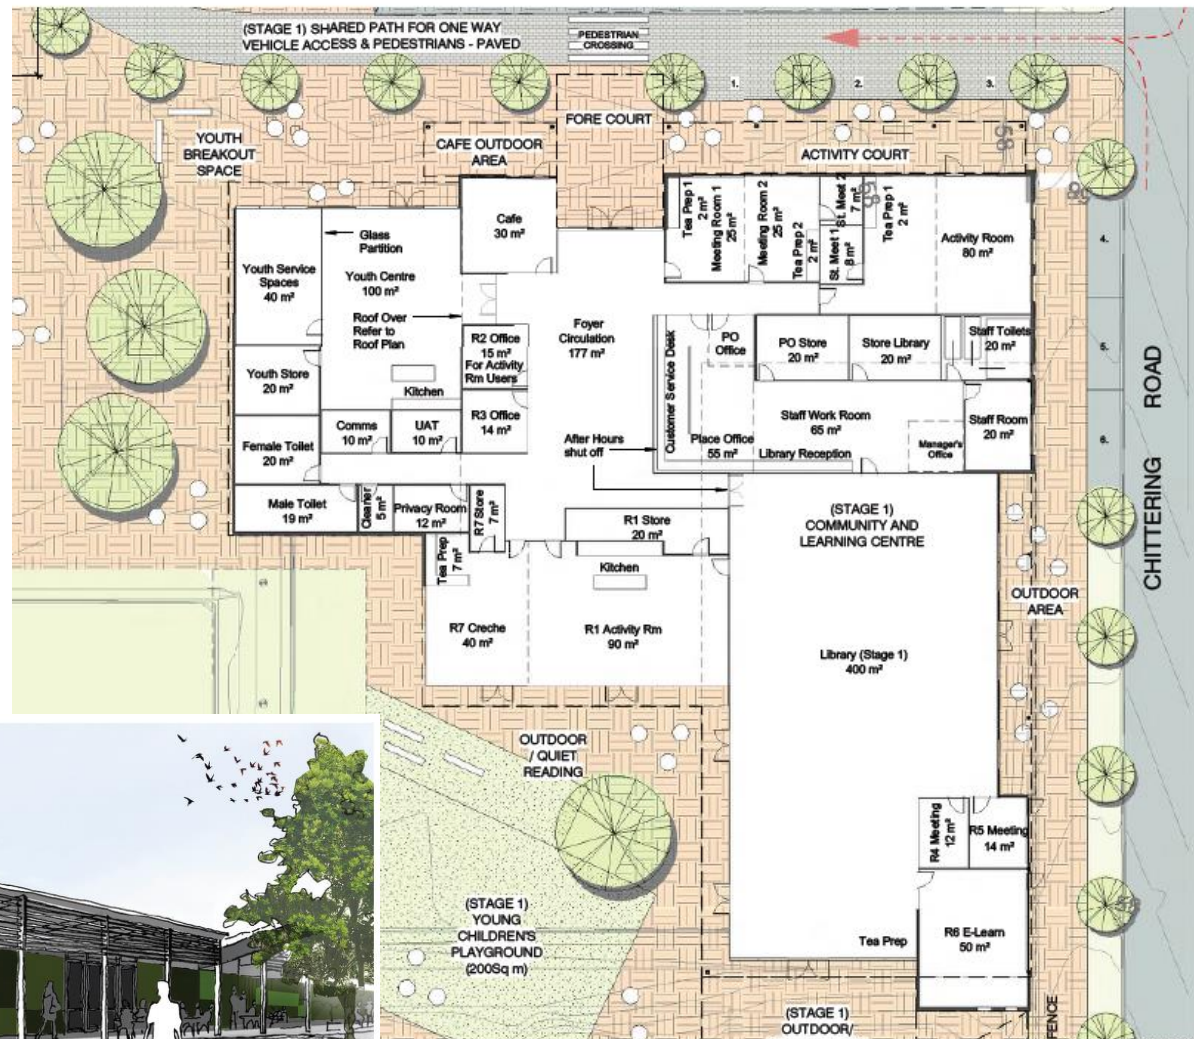 (STAGE 1) SHARED PATH FOR ONE WAY
VEHICLE ACCESS & PEDESTRIANS - PAVED
PEDESTRIAN
CROSSING
1.
2.
3.
FORE COURT
YOUTH
BREAKOUT
SPACE
CAFE OUTDOOR
AREA
ACTIVITY COURT
Cafe
30 m²
Glass
Partition
Youth Service
Spaces
40 m²
Youth Centre
100 m²
Roof Over
Refer to
Roof Plan
Tea Prep 1
2 m²
Meeting Room 1
25 m²
Meeting Room 2
25 m²
Tea Prep 2
2 m²
St. Meet 1
8 m²
St. Meet 2
7 m²
Tea Prep 1
2 m²
Activity Room
80 m²
4.
Foyer
Circulation
177 m²
R2 Office
15 m²
For Activity
Rm Users
Customer Service Desk
PO
Office
PO Store
20 m²
Store Library
20 m²
Staff Toilets
20 m²
5.
Youth Store
20 m²
Kitchen
R3 Office
14 m²
Comms
10 m²
UAT
10 m²
Female Toilet
20 m²
After Hours
shut off
Place Office
55 m²
Staff Work Room
65 m²
Library Reception
Manager's
Office
Staff Room
20 m²
6.
CHITTERING ROAD
Male Toilet
19 m²
Cleaner
5 m²
Privacy Room
12 m²
R7 Store
7 m²
R1 Store
20 m²
(STAGE 1)
COMMUNITY AND
LEARNING CENTRE
Tea Prep
7 m²
Kitchen
OUTDOOR
AREA
R7 Creche
40 m²
R1 Activity Rm
90 m²
Library (Stage 1)
400 m²
OUTDOOR
/ QUIET
READING
R4 Meeting
12 m²
R5 Meeting
14 m²
(STAGE 1)
YOUNG
CHILDREN'S
PLAYGROUND
(200Sq m)
Tea Prep
R6 E-Learn
50 m²
(STAGE 1)
OUTDOOR/
FENCE